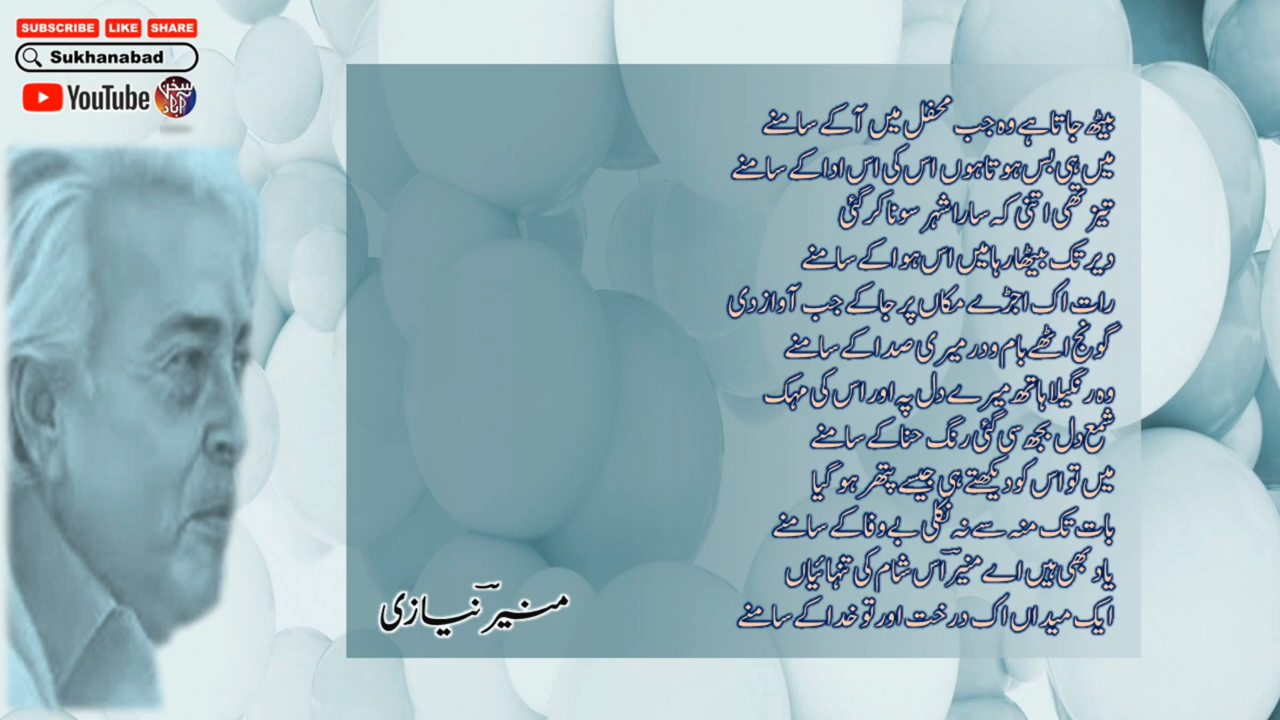 SUBSCRIBE LIKE SHARE
Sukhanabad
YouTube
سخن آباد
بیٹھ جاتا ہے وہ جب محفل میں آ کے سامنے
میں ہی بس ہوتا ہوں اس کی اس ادا کے سامنے
تیز تھی اتنی کہ سارا شہر سونا کر گئی
دیر تک بیٹھا رہا میں اس ہوا کے سامنے
رات اک اجڑے مکاں پر جا کے جب آواز دی
گونج اٹھے بام و در میری صدا کے سامنے
وہ رنگیلا ہاتھ میرے دل پہ اور اس کی مہک
شمع دل بجھ سی گئی رنگ حنا کے سامنے
میں تو اس کو دیکھتے ہی جیسے پتھر ہو گیا
بات تک منہ سے نہ نکلی بے وفا کے سامنے
یاد بھی ہیں اے منیرؔ اس شام کی تنہائیاں
ایک میداں اک درخت اور تو خدا کے سامنے
منیرؔ نیازی